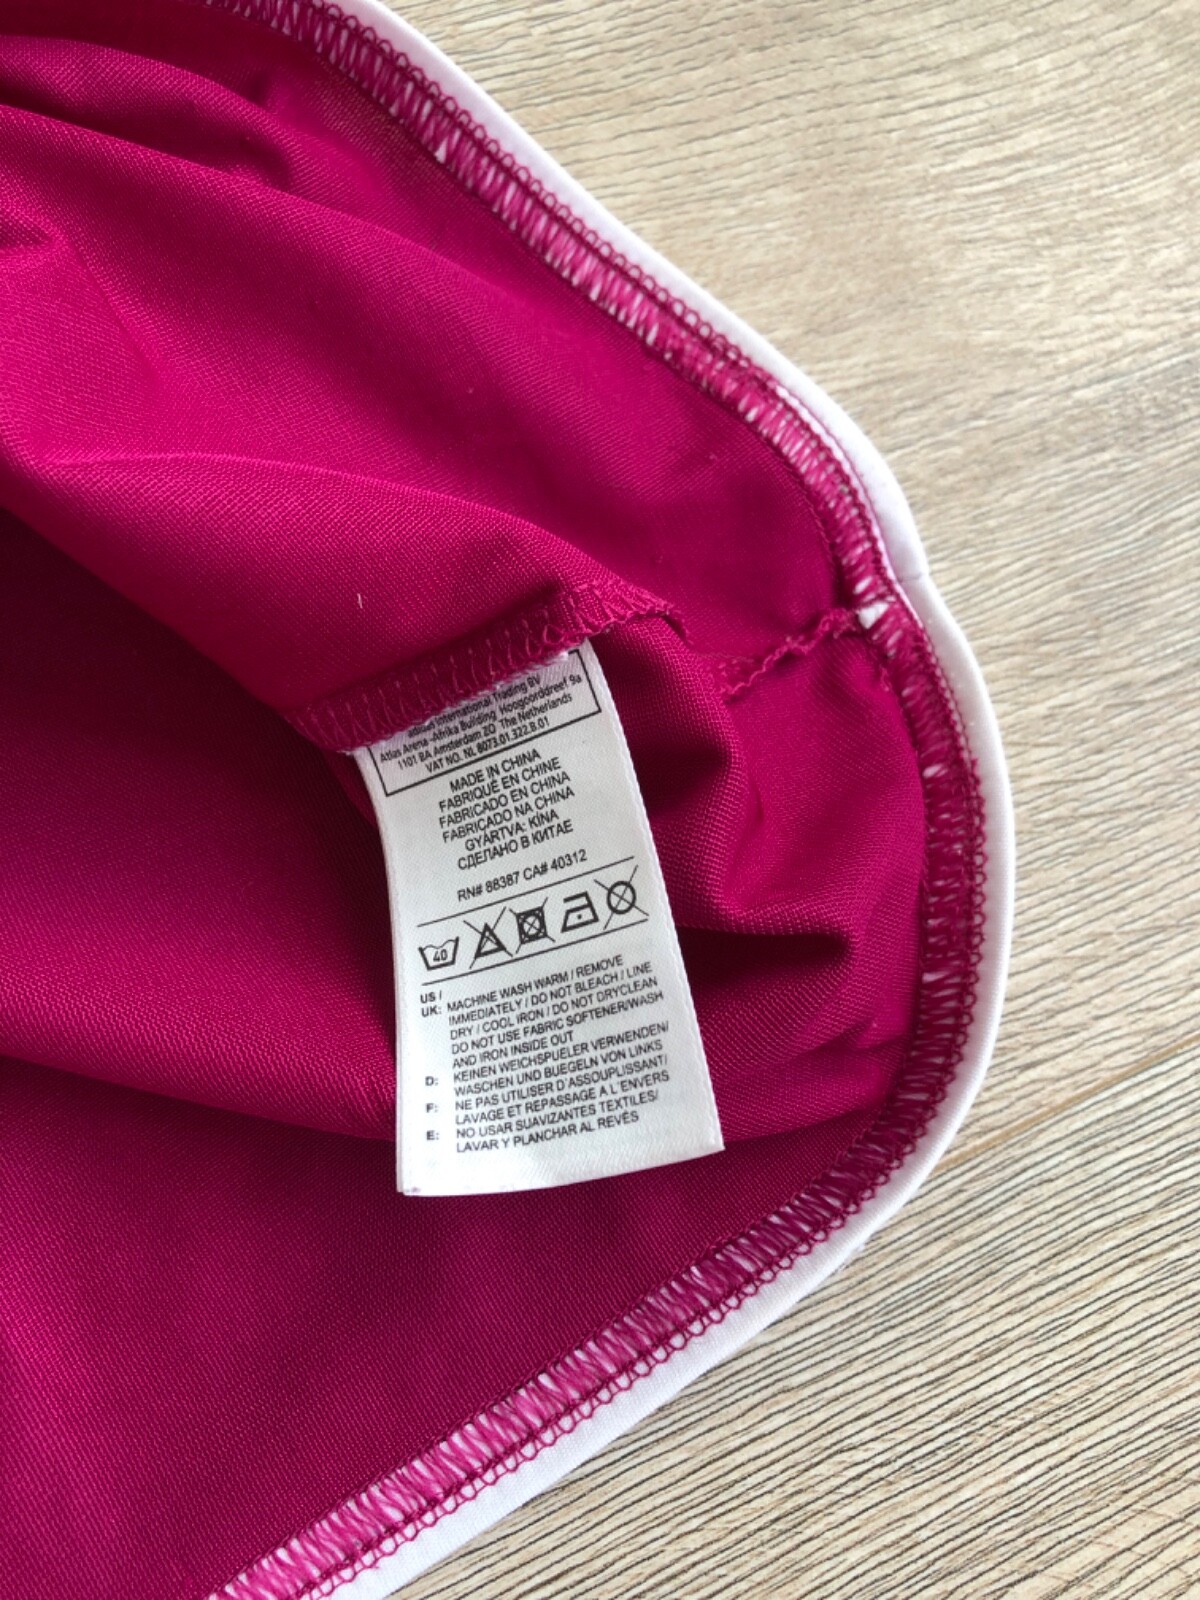 adidas International Trading BV
Atlas Arena -Afrika Building Hoogoorddreef 9a
1101 BA Amsterdam ZO The Netherlands
VAT NO. NL 8073.01.322.B.01
MADE IN CHINA
FABRIQUÉ EN CHINE
FABRICADO EN CHINA
FABRICADO NA CHINA
GYÁRTVA: KÍNA
СДЕЛАНО В КИТАЕ
RN# 88387 CA# 40312
40
US / UK: MACHINE WASH WARM / REMOVE
IMMEDIATELY / DO NOT BLEACH / LINE
DRY / COOL IRON / DO NOT DRYCLEAN
DO NOT USE FABRIC SOFTENER/WASH
AND IRON INSIDE OUT
D: KEINEN WEICHSPUELER VERWENDEN/
WASCHEN UND BUEGELN VON LINKS
F: NE PAS UTILISER D'ASSOUPLISSANT/
LAVAGE ET REPASSAGE A L'ENVERS
E: NO USAR SUAVIZANTES TEXTILES/
LAVAR Y PLANCHAR AL REVÉS